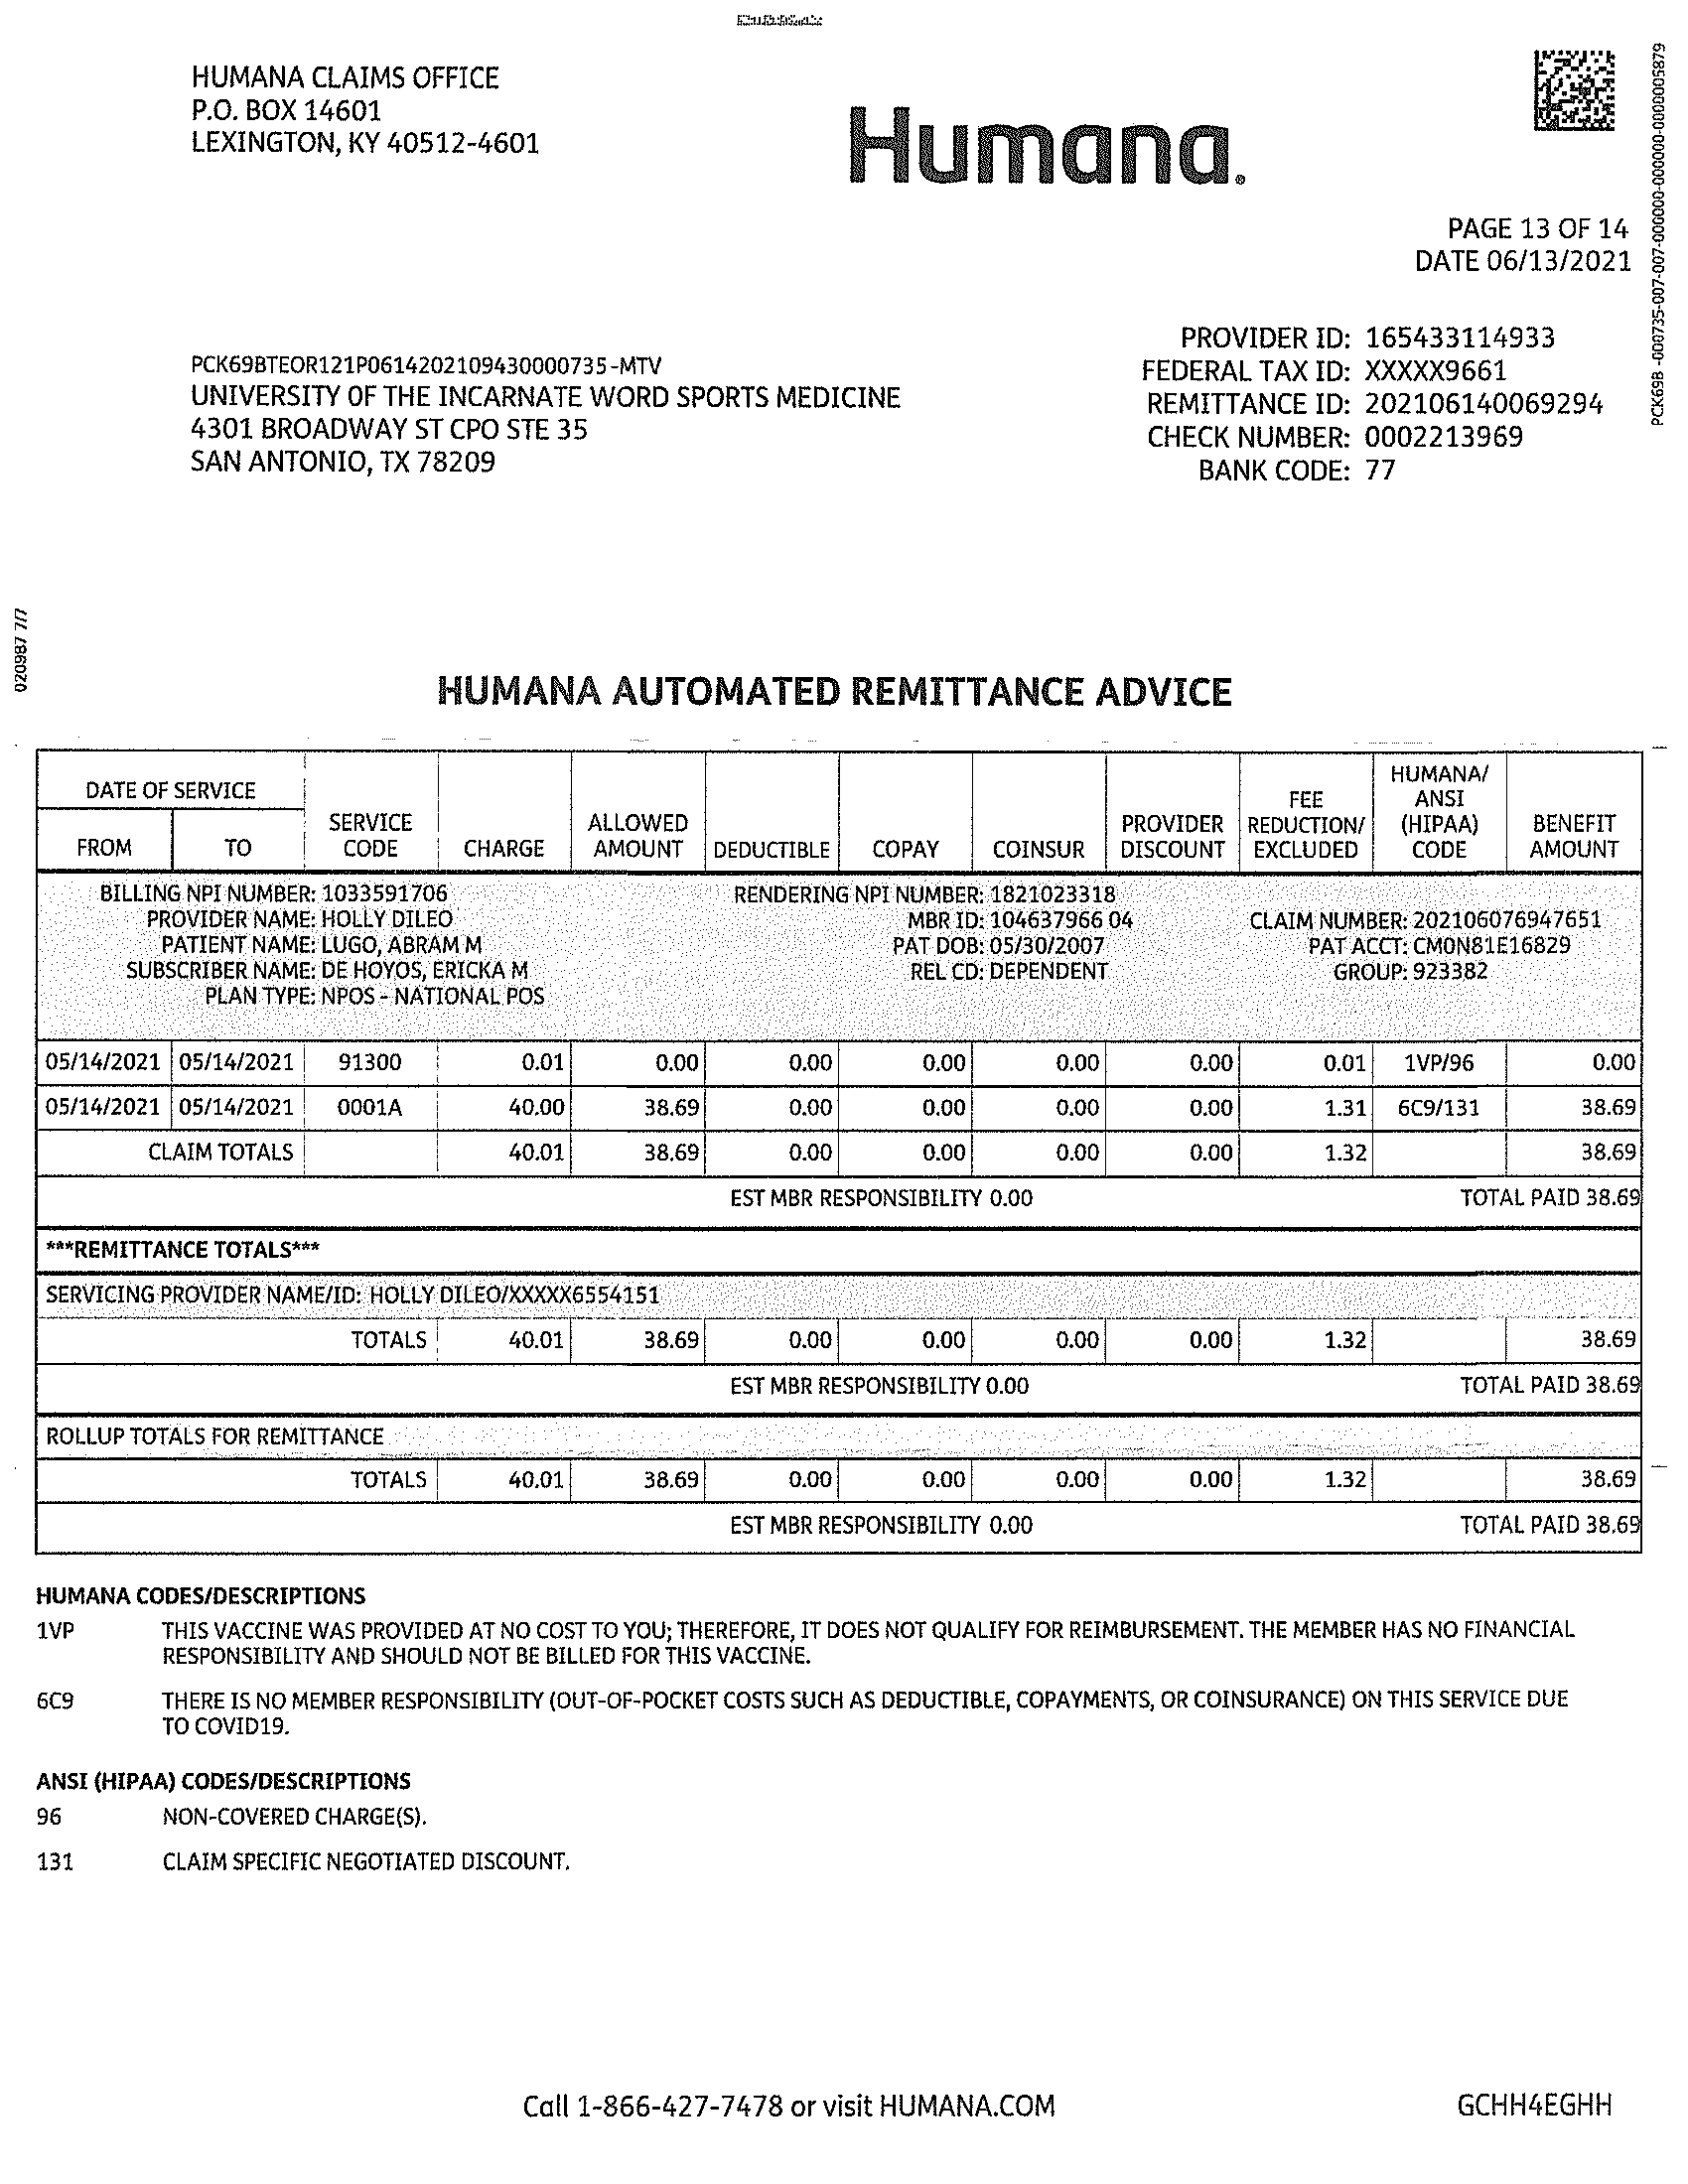 HUMANA CLAIMS OFFICE
P.O. BOX 14601
LEXINGTON, KY 40512-4601
Humana.
PAGE 13 OF 14
DATE 06/13/2021
PCK69B -008735-007-007-000000-000000-0000005879
PROVIDER ID: 165433114933
FEDERAL TAX ID: XXXXX9661
REMITTANCE ID: 202106140069294
CHECK NUMBER: 0002213969
BANK CODE: 77
PCK69BTEOR121P0614202109430000735-MTV
UNIVERSITY OF THE INCARNATE WORD SPORTS MEDICINE
4301 BROADWAY ST CPO STE 35
SAN ANTONIO, TX 78209
020987 7/7
HUMANA AUTOMATED REMITTANCE ADVICE
DATE OF SERVICE FROM TO SERVICE CODE CHARGE ALLOWED AMOUNT DEDUCTIBLE COPAY COINSUR PROVIDER DISCOUNT FEE REDUCTION/ EXCLUDED HUMANA/ ANSI (HIPAA) CODE BENEFIT AMOUNT
BILLING NPI NUMBER: 1033591706 RENDERING NPI NUMBER: 1821023318
PROVIDER NAME: HOLLY DILEO MBR ID: 104637966 04 CLAIM NUMBER: 202106076947651
PATIENT NAME: LUGO, ABRAM M PAT DOB: 05/30/2007 PAT ACCT: CM0N81E16829
SUBSCRIBER NAME: DE HOYOS, ERICKA M REL CD: DEPENDENT GROUP: 923382
PLAN TYPE: NPOS - NATIONAL POS
05/14/2021 05/14/2021 91300 0.01 0.00 0.00 0.00 0.00 0.00 0.01 1VP/96 0.00
05/14/2021 05/14/2021 0001A 40.00 38.69 0.00 0.00 0.00 0.00 1.31 6C9/131 38.69
CLAIM TOTALS 40.01 38.69 0.00 0.00 0.00 0.00 1.32 38.69
EST MBR RESPONSIBILITY 0.00 TOTAL PAID 38.69
***REMITTANCE TOTALS***
SERVICING PROVIDER NAME/ID: HOLLY DILEO/XXXXX6554151
TOTALS 40.01 38.69 0.00 0.00 0.00 0.00 1.32 38.69
EST MBR RESPONSIBILITY 0.00 TOTAL PAID 38.69
ROLLUP TOTALS FOR REMITTANCE
TOTALS 40.01 38.69 0.00 0.00 0.00 0.00 1.32 38.69
EST MBR RESPONSIBILITY 0.00 TOTAL PAID 38.69
HUMANA CODES/DESCRIPTIONS
1VP THIS VACCINE WAS PROVIDED AT NO COST TO YOU; THEREFORE, IT DOES NOT QUALIFY FOR REIMBURSEMENT. THE MEMBER HAS NO FINANCIAL
RESPONSIBILITY AND SHOULD NOT BE BILLED FOR THIS VACCINE.
6C9 THERE IS NO MEMBER RESPONSIBILITY (OUT-OF-POCKET COSTS SUCH AS DEDUCTIBLE, COPAYMENTS, OR COINSURANCE) ON THIS SERVICE DUE
TO COVID19.
ANSI (HIPAA) CODES/DESCRIPTIONS
96 NON-COVERED CHARGE(S).
131 CLAIM SPECIFIC NEGOTIATED DISCOUNT.
Call 1-866-427-7478 or visit HUMANA.COM
GCHH4EGHH